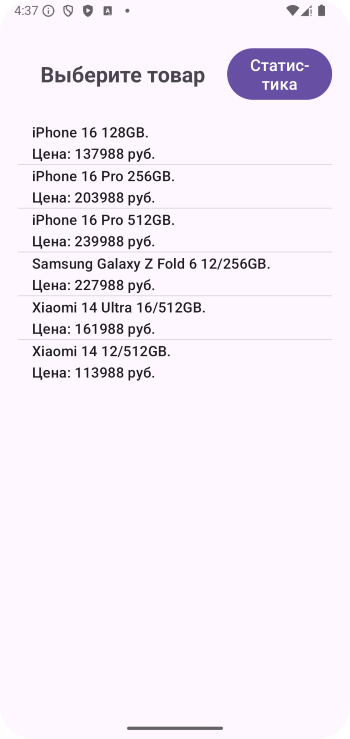 4:37
Выберите товар
Статис-
тика
iPhone 16 128GB.
Цена: 137988 руб.
iPhone 16 Pro 256GB.
Цена: 203988 руб.
iPhone 16 Pro 512GB.
Цена: 239988 руб.
Samsung Galaxy Z Fold 6 12/256GB.
Цена: 227988 руб.
Xiaomi 14 Ultra 16/512GB.
Цена: 161988 руб.
Xiaomi 14 12/512GB.
Цена: 113988 руб.